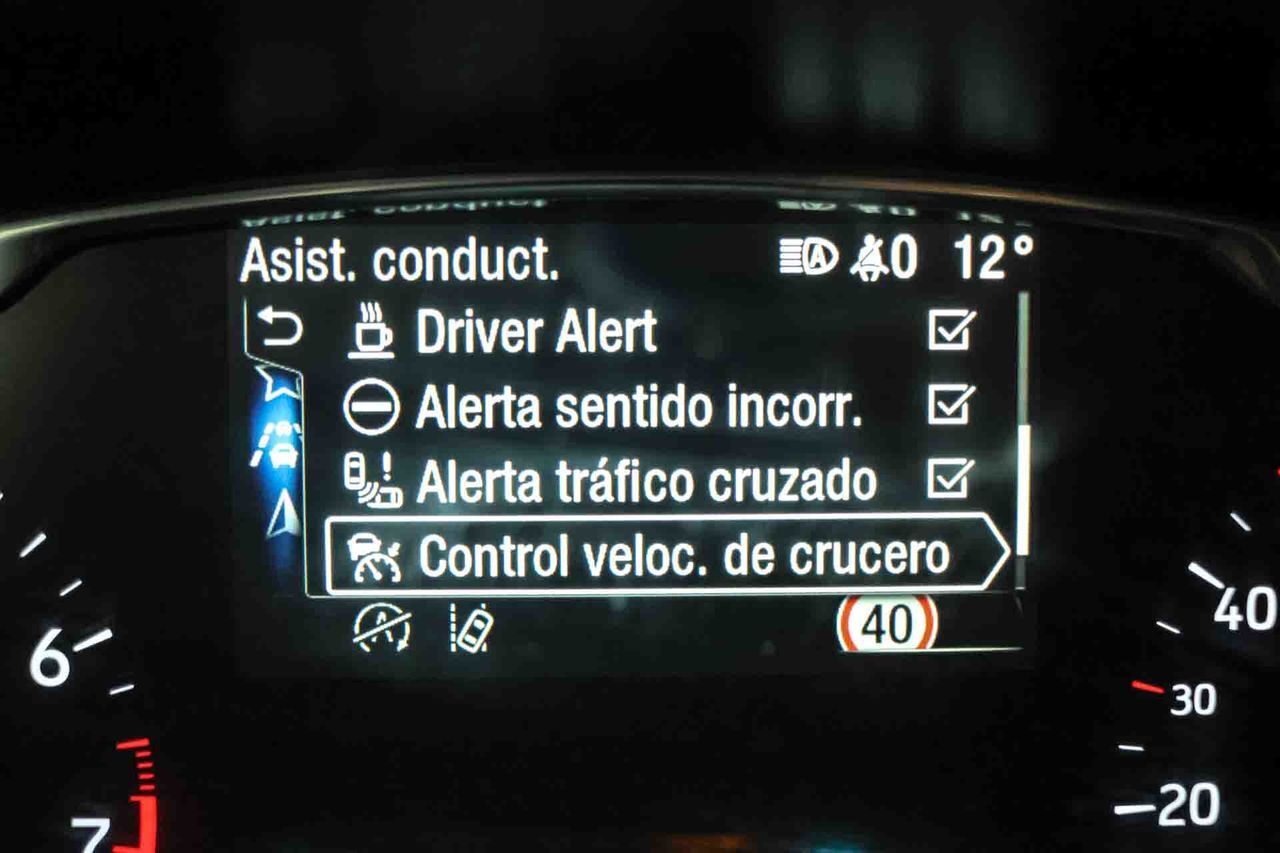 Asist. conduct. A 0 12°
Driver Alert
Alerta sentido incorr.
Alerta tráfico cruzado
Control veloc. de crucero
A 40
6
7
40
30
20